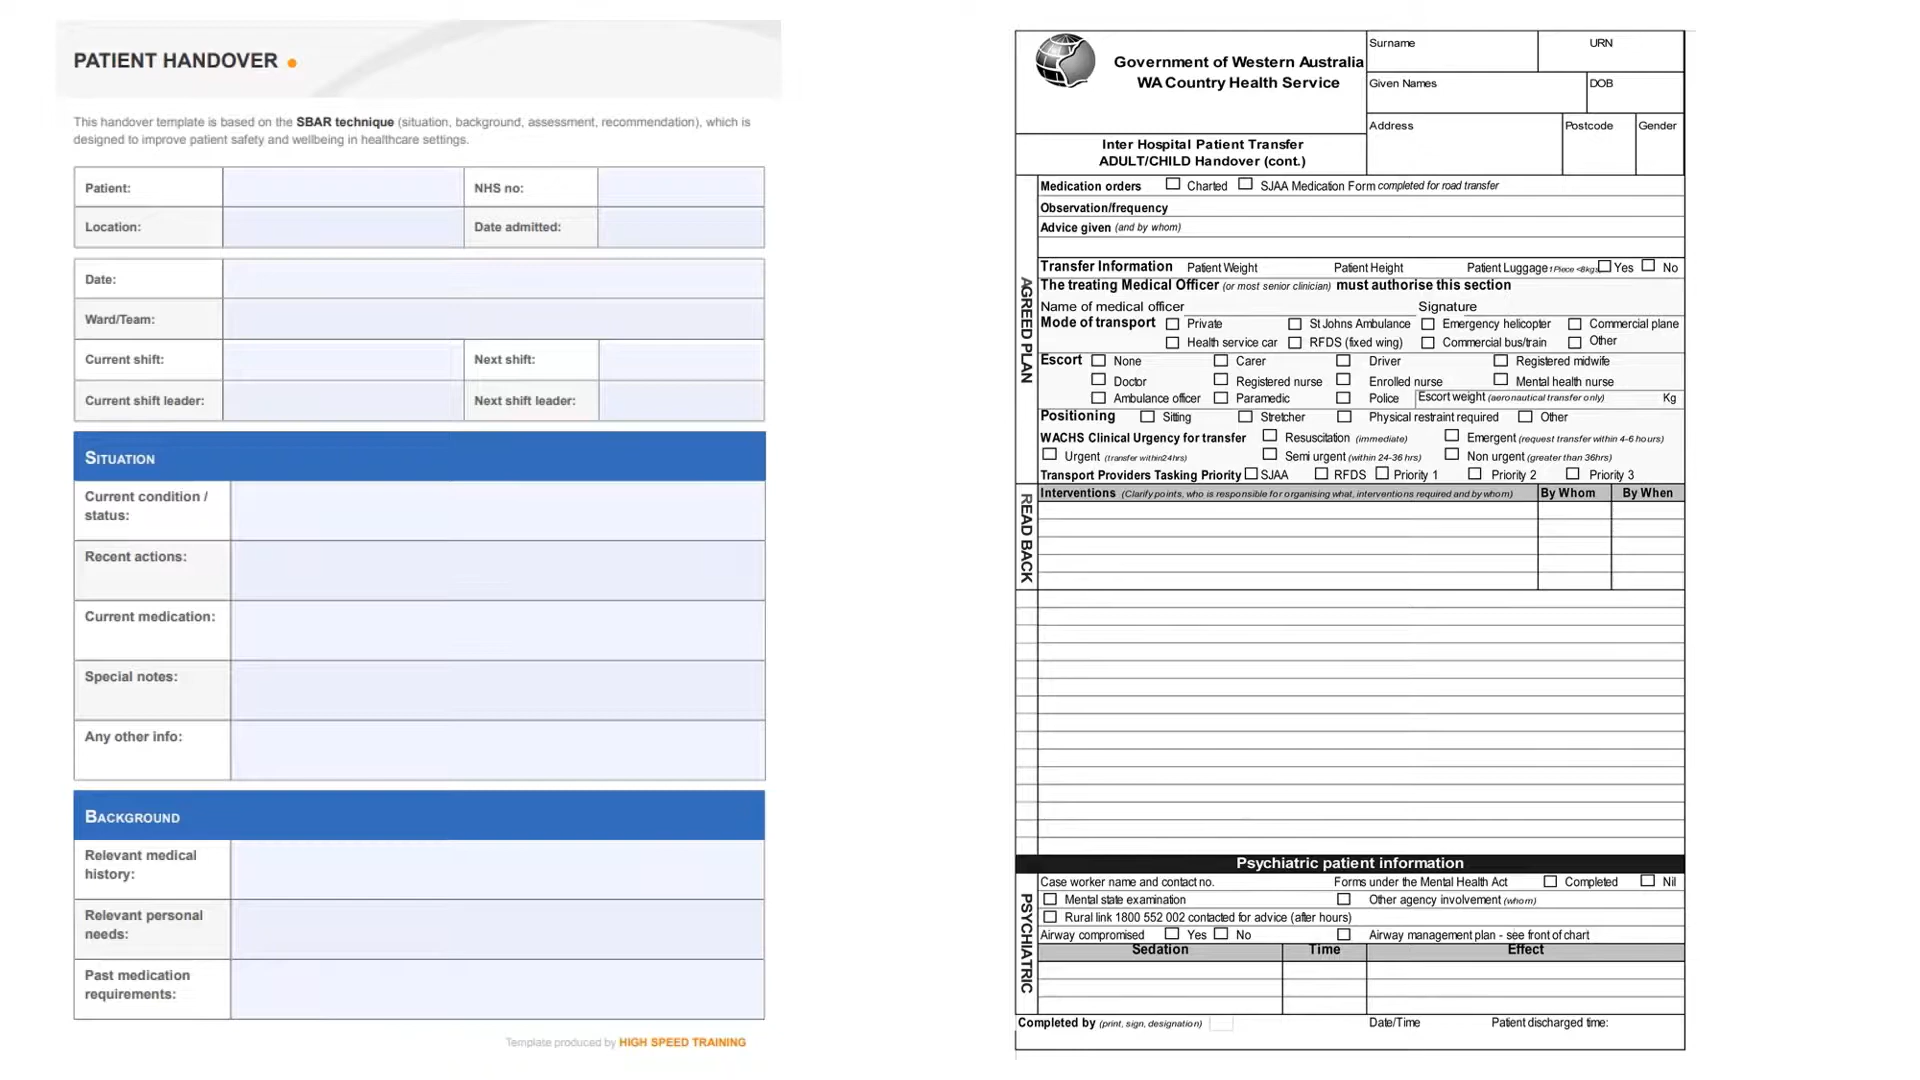 PATIENT HANDOVER
This handover template is based on the SBAR technique (situation, background, assessment, recommendation), which is
designed to improve patient safety and wellbeing in healthcare settings.
Patient:
NHS no:
Location:
Date admitted:
Date:
Ward/Team:
Current shift:
Next shift:
Current shift leader:
Next shift leader:
SITUATION
Current condition /
status:
Recent actions:
Current medication:
Special notes:
Any other info:
BACKGROUND
Relevant medical
history:
Relevant personal
needs:
Past medication
requirements:
Template produced by HIGH SPEED TRAINING
Government of Western Australia
WA Country Health Service
Inter Hospital Patient Transfer
ADULT/CHILD Handover (cont.)
Surname
URN
Given Names
DOB
Address
Postcode
Gender
AGREED PLAN
Medication orders Charted SJAA Medication Form completed for road transfer
Observation/frequency
Advice given (and by whom)
Transfer Information Patient Weight Patient Height Patient Luggage 1Piece <8kgs Yes No
The treating Medical Officer (or most senior clinician) must authorise this section
Name of medical officer Signature
Mode of transport Private St Johns Ambulance Emergency helicopter Commercial plane
Health service car RFDS (fixed wing) Commercial bus/train Other
Escort None Carer Driver Registered midwife
Doctor Registered nurse Enrolled nurse Mental health nurse
Ambulance officer Paramedic Police Escort weight (aeronautical transfer only) Kg
Positioning Sitting Stretcher Physical restraint required Other
WACHS Clinical Urgency for transfer Resuscitation (immediate) Emergent (request transfer within 4-6 hours)
Urgent (transfer within24hrs) Semi urgent (within 24-36 hrs) Non urgent (greater than 36hrs)
Transport Providers Tasking Priority SJAA RFDS Priority 1 Priority 2 Priority 3
READ BACK
Interventions (Clarify points, who is responsible for organising what, interventions required and by whom) By Whom By When
Psychiatric patient information
PSYCHIATRIC
Case worker name and contact no. Forms under the Mental Health Act Completed Nil
Mental state examination Other agency involvement (whom)
Rural link 1800 552 002 contacted for advice (after hours)
Airway compromised Yes No Airway management plan - see front of chart
Sedation Time Effect
Completed by (print, sign, designation) Date/Time Patient discharged time: